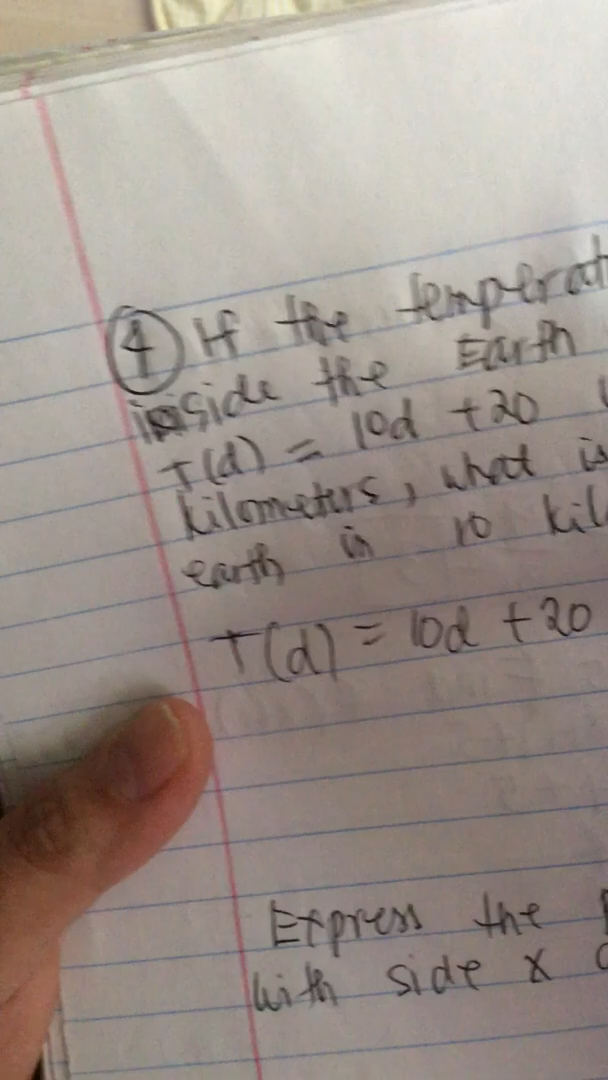 4 If the temperat
inside the Earth
T(d) = 10d + 20 (
kilometers, what is
earth in 10 kil
T(d) = 10d + 20
Express the
with side x